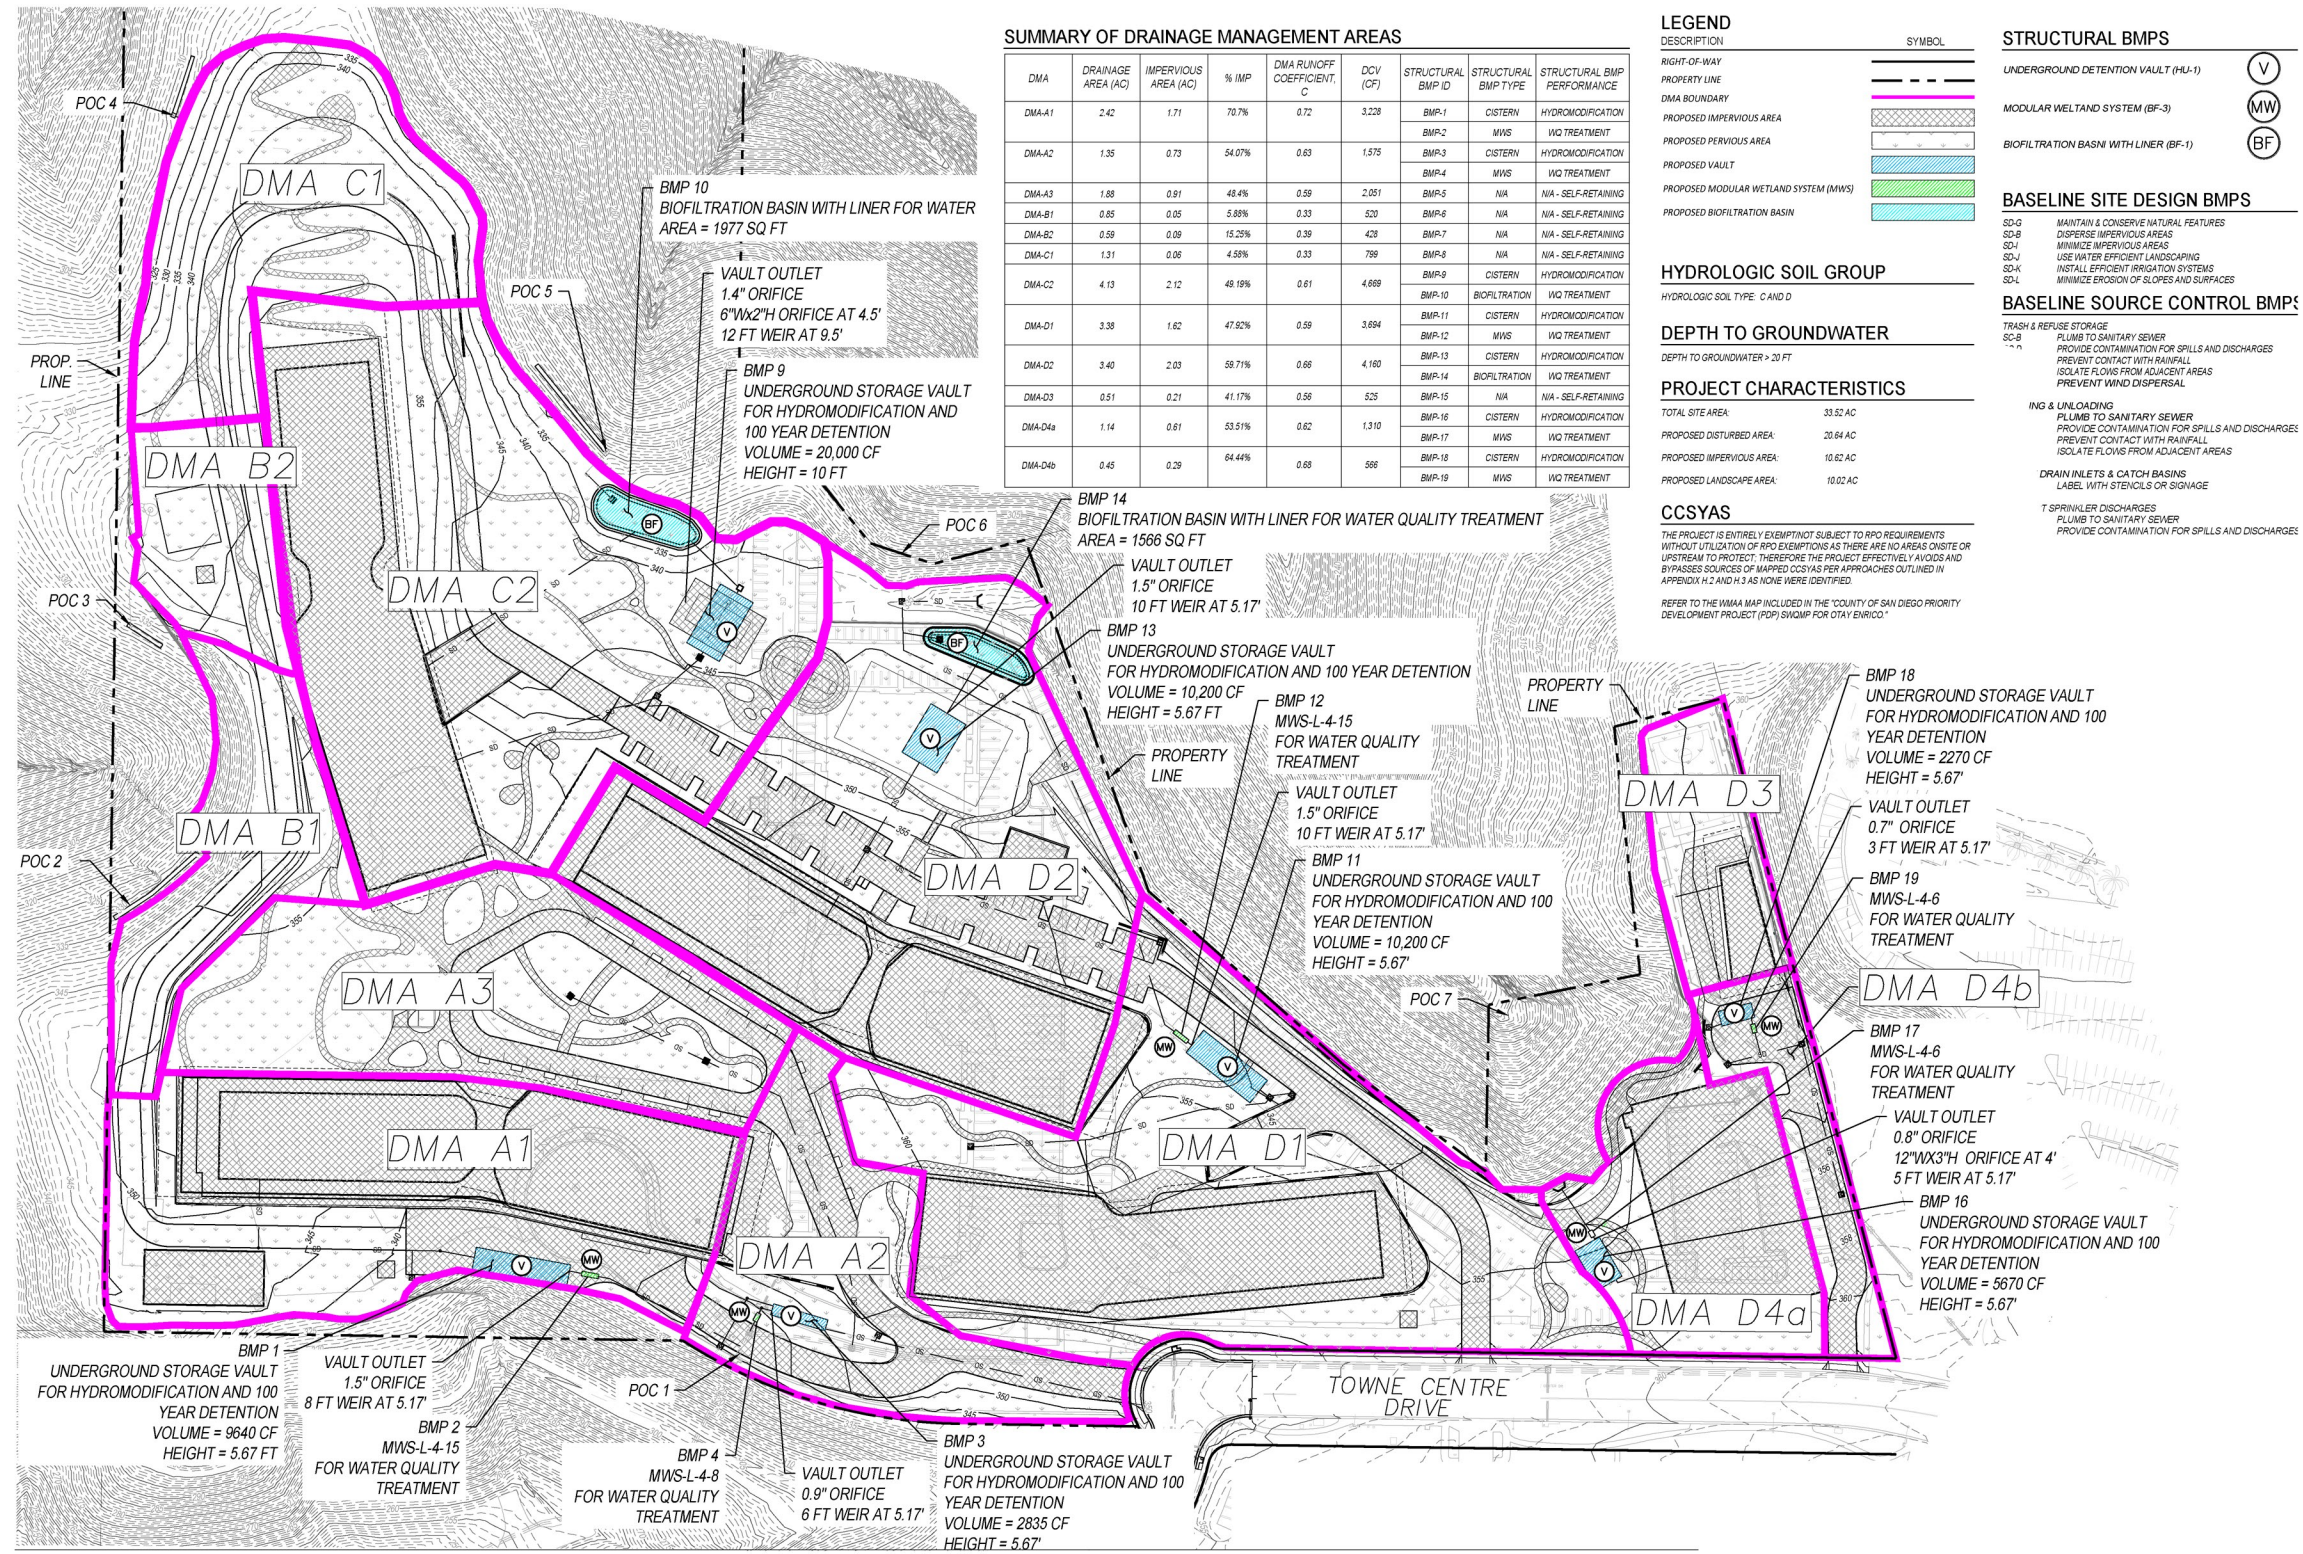 SUMMARY OF DRAINAGE MANAGEMENT AREAS
DMA DRAINAGE AREA (AC) IMPERVIOUS AREA (AC) % IMP DMA RUNOFF COEFFICIENT, C DCV (CF) STRUCTURAL BMP ID STRUCTURAL BMP TYPE STRUCTURAL BMP PERFORMANCE
DMA-A1 2.42 1.71 70.7% 0.72 3,228 BMP-1 CISTERN HYDROMODIFICATION
BMP-2 MWS WQ TREATMENT
DMA-A2 1.35 0.73 54.07% 0.63 1,575 BMP-3 CISTERN HYDROMODIFICATION
BMP-4 MWS WQ TREATMENT
DMA-A3 1.88 0.91 48.4% 0.59 2,051 BMP-5 N/A N/A - SELF-RETAINING
DMA-B1 0.85 0.05 5.88% 0.33 520 BMP-6 N/A N/A - SELF-RETAINING
DMA-B2 0.59 0.09 15.25% 0.39 428 BMP-7 N/A N/A - SELF-RETAINING
DMA-C1 1.31 0.06 4.58% 0.33 799 BMP-8 N/A N/A - SELF-RETAINING
DMA-C2 4.13 2.12 49.19% 0.61 4,669 BMP-9 CISTERN HYDROMODIFICATION
BMP-10 BIOFILTRATION WQ TREATMENT
DMA-D1 3.38 1.62 47.92% 0.59 3,694 BMP-11 CISTERN HYDROMODIFICATION
BMP-12 MWS WQ TREATMENT
DMA-D2 3.40 2.03 59.71% 0.66 4,160 BMP-13 CISTERN HYDROMODIFICATION
BMP-14 BIOFILTRATION WQ TREATMENT
DMA-D3 0.51 0.21 41.17% 0.56 525 BMP-15 N/A N/A - SELF-RETAINING
DMA-D4a 1.14 0.61 53.51% 0.62 1,310 BMP-16 CISTERN HYDROMODIFICATION
BMP-17 MWS WQ TREATMENT
DMA-D4b 0.45 0.29 64.44% 0.68 566 BMP-18 CISTERN HYDROMODIFICATION
BMP-19 MWS WQ TREATMENT
LEGEND
DESCRIPTION SYMBOL
RIGHT-OF-WAY
PROPERTY LINE
DMA BOUNDARY
PROPOSED IMPERVIOUS AREA
PROPOSED PERVIOUS AREA
PROPOSED VAULT
PROPOSED MODULAR WETLAND SYSTEM (MWS)
PROPOSED BIOFILTRATION BASIN
HYDROLOGIC SOIL GROUP
HYDROLOGIC SOIL TYPE: C AND D
DEPTH TO GROUNDWATER
DEPTH TO GROUNDWATER > 20 FT
PROJECT CHARACTERISTICS
TOTAL SITE AREA: 33.52 AC
PROPOSED DISTURBED AREA: 20.64 AC
PROPOSED IMPERVIOUS AREA: 10.62 AC
PROPOSED LANDSCAPE AREA: 10.02 AC
CCSYAS
THE PROJECT IS ENTIRELY EXEMPT/NOT SUBJECT TO RPO REQUIREMENTS
WITHOUT UTILIZATION OF RPO EXEMPTIONS AS THERE ARE NO AREAS ONSITE OR
UPSTREAM TO PROTECT; THEREFORE THE PROJECT EFFECTIVELY AVOIDS AND
BYPASSES SOURCES OF MAPPED CCSYAS PER APPROACHES OUTLINED IN
APPENDIX H.2 AND H.3 AS NONE WERE IDENTIFIED.
REFER TO THE WMAA MAP INCLUDED IN THE "COUNTY OF SAN DIEGO PRIORITY
DEVELOPMENT PROJECT (PDP) SWQMP FOR OTAY ENRICO."
STRUCTURAL BMPS
UNDERGROUND DETENTION VAULT (HU-1) V
MODULAR WELTAND SYSTEM (BF-3) MW
BIOFILTRATION BASNI WITH LINER (BF-1) BF
BASELINE SITE DESIGN BMPS
SD-G MAINTAIN & CONSERVE NATURAL FEATURES
SD-B DISPERSE IMPERVIOUS AREAS
SD-I MINIMIZE IMPERVIOUS AREAS
SD-J USE WATER EFFICIENT LANDSCAPING
SD-K INSTALL EFFICIENT IRRIGATION SYSTEMS
SD-L MINIMIZE EROSION OF SLOPES AND SURFACES
BASELINE SOURCE CONTROL BMPS
TRASH & REFUSE STORAGE
SC-B PLUMB TO SANITARY SEWER
PROVIDE CONTAMINATION FOR SPILLS AND DISCHARGES
PREVENT CONTACT WITH RAINFALL
ISOLATE FLOWS FROM ADJACENT AREAS
PREVENT WIND DISPERSAL
ING & UNLOADING
PLUMB TO SANITARY SEWER
PROVIDE CONTAMINATION FOR SPILLS AND DISCHARGES
PREVENT CONTACT WITH RAINFALL
ISOLATE FLOWS FROM ADJACENT AREAS
DRAIN INLETS & CATCH BASINS
LABEL WITH STENCILS OR SIGNAGE
T SPRINKLER DISCHARGES
PLUMB TO SANITARY SEWER
PROVIDE CONTAMINATION FOR SPILLS AND DISCHARGES
POC 4
DMA C1
BMP 10
BIOFILTRATION BASIN WITH LINER FOR WATER
AREA = 1977 SQ FT
POC 5
VAULT OUTLET
1.4" ORIFICE
6"Wx2"H ORIFICE AT 4.5'
12 FT WEIR AT 9.5'
PROP.
LINE
BMP 9
UNDERGROUND STORAGE VAULT
FOR HYDROMODIFICATION AND
100 YEAR DETENTION
VOLUME = 20,000 CF
HEIGHT = 10 FT
DMA B2
BF
POC 6
BMP 14
BIOFILTRATION BASIN WITH LINER FOR WATER QUALITY TREATMENT
AREA = 1566 SQ FT
VAULT OUTLET
1.5" ORIFICE
10 FT WEIR AT 5.17'
DMA C2
POC 3
V
BF
BMP 13
UNDERGROUND STORAGE VAULT
FOR HYDROMODIFICATION AND 100 YEAR DETENTION
VOLUME = 10,200 CF
HEIGHT = 5.67 FT
V
BMP 12
MWS-L-4-15
FOR WATER QUALITY
TREATMENT
PROPERTY
LINE
PROPERTY
LINE
BMP 18
UNDERGROUND STORAGE VAULT
FOR HYDROMODIFICATION AND 100
YEAR DETENTION
VOLUME = 2270 CF
HEIGHT = 5.67'
DMA D3
VAULT OUTLET
1.5" ORIFICE
10 FT WEIR AT 5.17'
VAULT OUTLET
0.7" ORIFICE
3 FT WEIR AT 5.17'
DMA B1
POC 2
DMA D2
BMP 11
UNDERGROUND STORAGE VAULT
FOR HYDROMODIFICATION AND 100
YEAR DETENTION
VOLUME = 10,200 CF
HEIGHT = 5.67'
BMP 19
MWS-L-4-6
FOR WATER QUALITY
TREATMENT
DMA A3
POC 7
DMA D4b
V
MW
MW
V
BMP 17
MWS-L-4-6
FOR WATER QUALITY
TREATMENT
DMA A1
DMA D1
VAULT OUTLET
0.8" ORIFICE
12"WX3"H ORIFICE AT 4'
5 FT WEIR AT 5.17'
BMP 16
UNDERGROUND STORAGE VAULT
FOR HYDROMODIFICATION AND 100
YEAR DETENTION
VOLUME = 5670 CF
HEIGHT = 5.67'
DMA A2
MW
V
V
MW
MW
V
DMA D4a
BMP 1
UNDERGROUND STORAGE VAULT
FOR HYDROMODIFICATION AND 100
YEAR DETENTION
VOLUME = 9640 CF
HEIGHT = 5.67 FT
VAULT OUTLET
1.5" ORIFICE
8 FT WEIR AT 5.17'
BMP 2
MWS-L-4-15
FOR WATER QUALITY
TREATMENT
POC 1
TOWNE CENTRE
DRIVE
BMP 4
MWS-L-4-8
FOR WATER QUALITY
TREATMENT
VAULT OUTLET
0.9" ORIFICE
6 FT WEIR AT 5.17'
BMP 3
UNDERGROUND STORAGE VAULT
FOR HYDROMODIFICATION AND 100
YEAR DETENTION
VOLUME = 2835 CF
HEIGHT = 5.67'